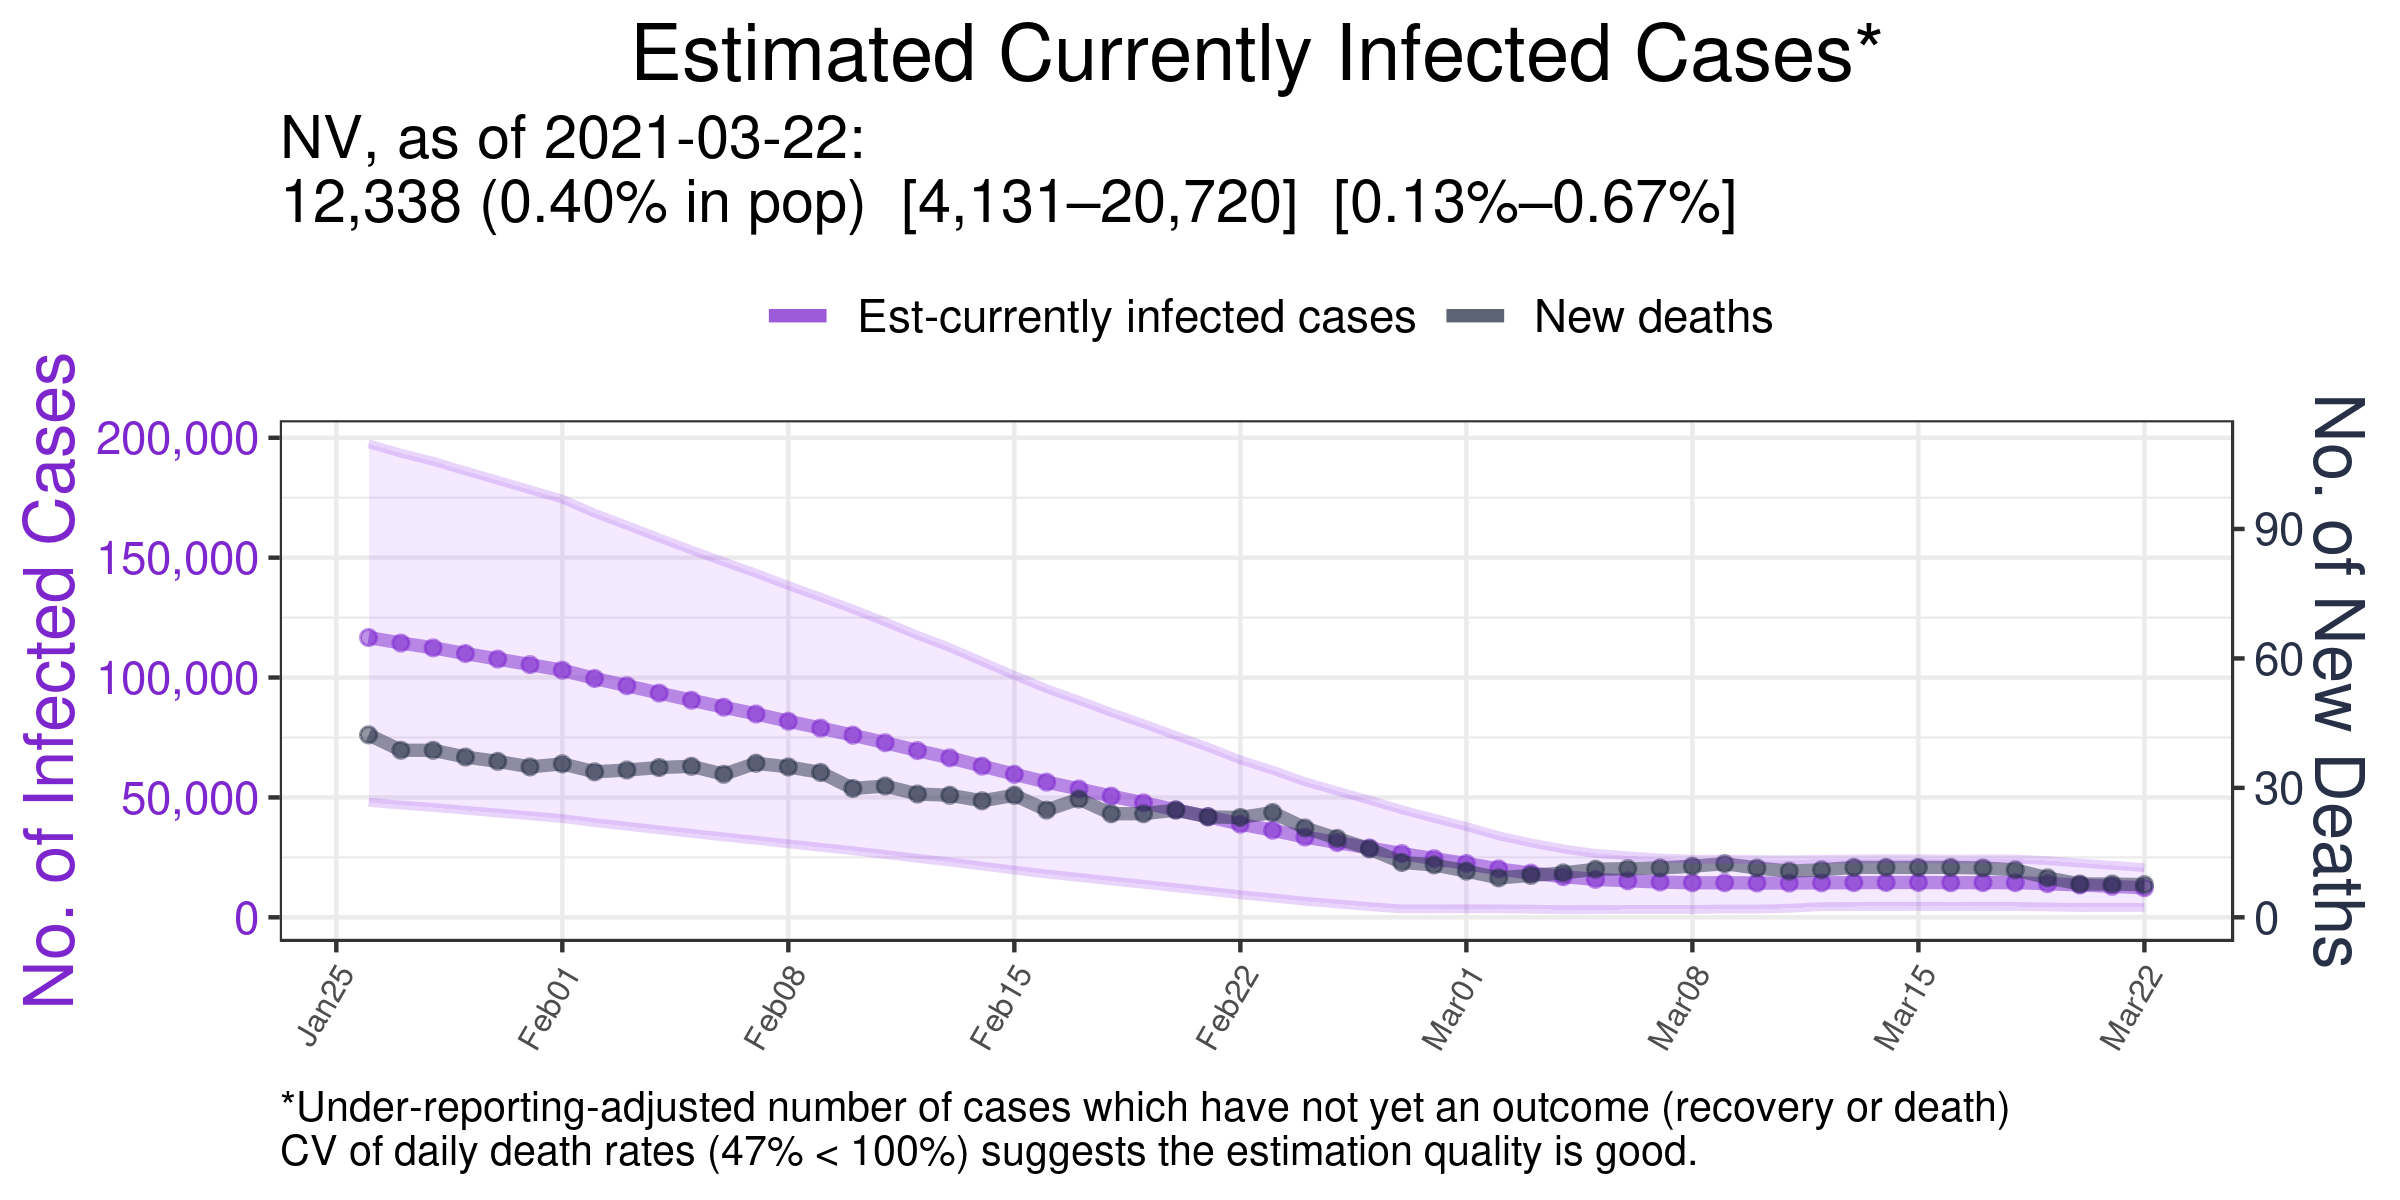 Estimated Currently Infected Cases*
NV, as of 2021-03-22:
12,338 (0.40% in pop) [4,131–20,720] [0.13%–0.67%]
Est-currently infected cases New deaths
No. of Infected Cases
200,000
150,000
100,000
50,000
0
90
60
30
0
No. of New Deaths
Jan25 Feb01 Feb08 Feb15 Feb22 Mar01 Mar08 Mar15 Mar22
*Under-reporting-adjusted number of cases which have not yet an outcome (recovery or death)
CV of daily death rates (47% < 100%) suggests the estimation quality is good.